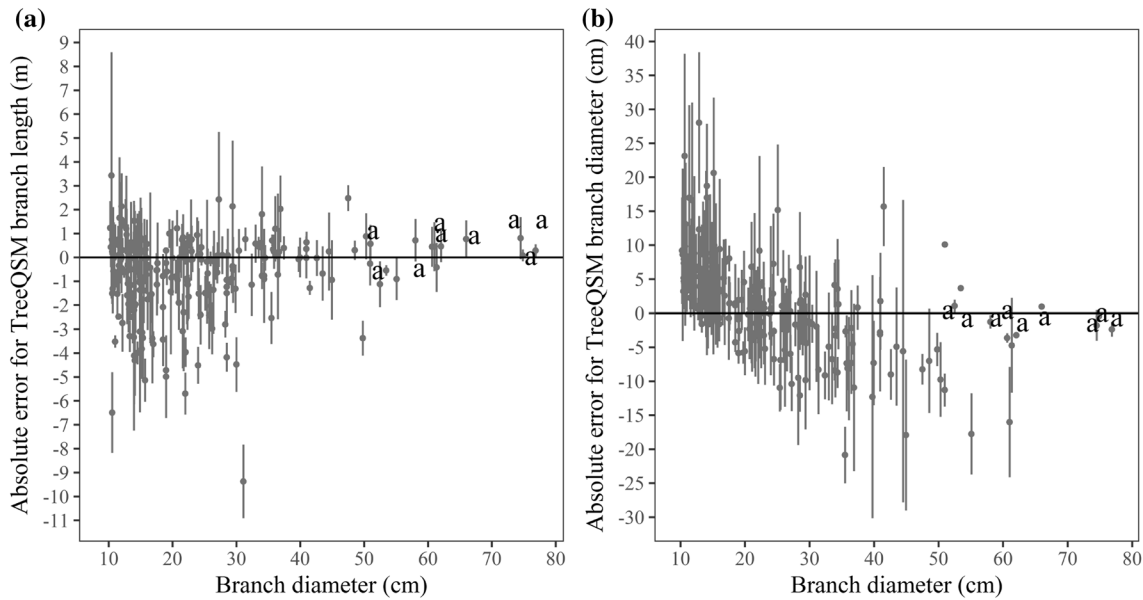 (a)
Absolute error for TreeQSM branch length (m)
9
8
7
6
5
4
3
2
1
0
-1
-2
-3
-4
-5
-6
-7
-8
-9
-10
-11
a
a
a
a
a
a
a
a
a
a
10 20 30 40 50 60 70 80
Branch diameter (cm)
(b)
Absolute error for TreeQSM branch diameter (cm)
40
35
30
25
20
15
10
5
0
-5
-10
-15
-20
-25
-30
a
a
a
a
a
a
a
a
a
10 20 30 40 50 60 70 80
Branch diameter (cm)